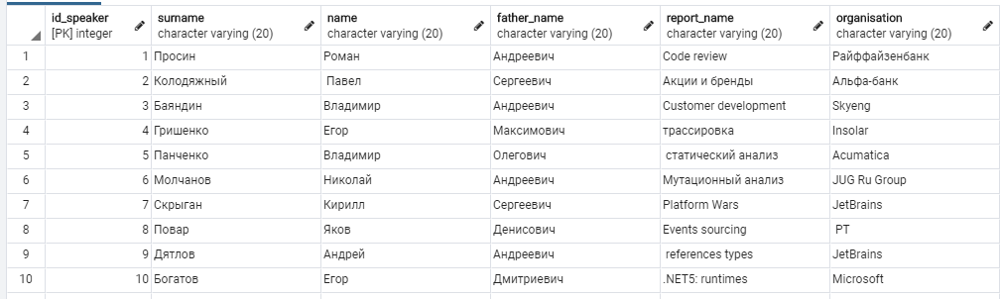 id_speaker surname name father_name report_name organisation
[PK] integer character varying (20) character varying (20) character varying (20) character varying (20) character varying (20)
1 1 Просин Роман Андреевич Code review Райффайзенбанк
2 2 Колодяжный Павел Сергеевич Акции и бренды Альфа-банк
3 3 Баяндин Владимир Андреевич Customer development Skyeng
4 4 Гришенко Егор Максимович трассировка Insolar
5 5 Панченко Владимир Олегович статический анализ Acumatica
6 6 Молчанов Николай Андреевич Мутационный анализ JUG Ru Group
7 7 Скрыган Кирилл Сергеевич Platform Wars JetBrains
8 8 Повар Яков Денисович Events sourcing PT
9 9 Дятлов Андрей Андреевич references types JetBrains
10 10 Богатов Егор Дмитриевич .NET5: runtimes Microsoft